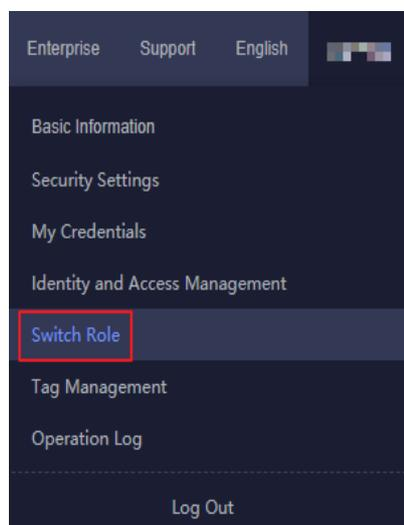 Enterprise Support English
Basic Information
Security Settings
My Credentials
Identity and Access Management
Switch Role
Tag Management
Operation Log
Log Out